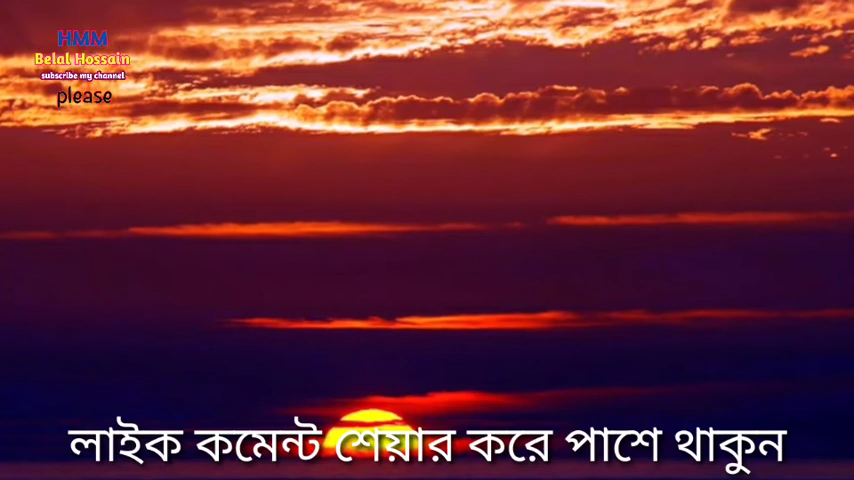 HMM
Belal Hossain
subscribe my channel
please
লাইক কমেন্ট শেয়ার করে পাশে থাকুন